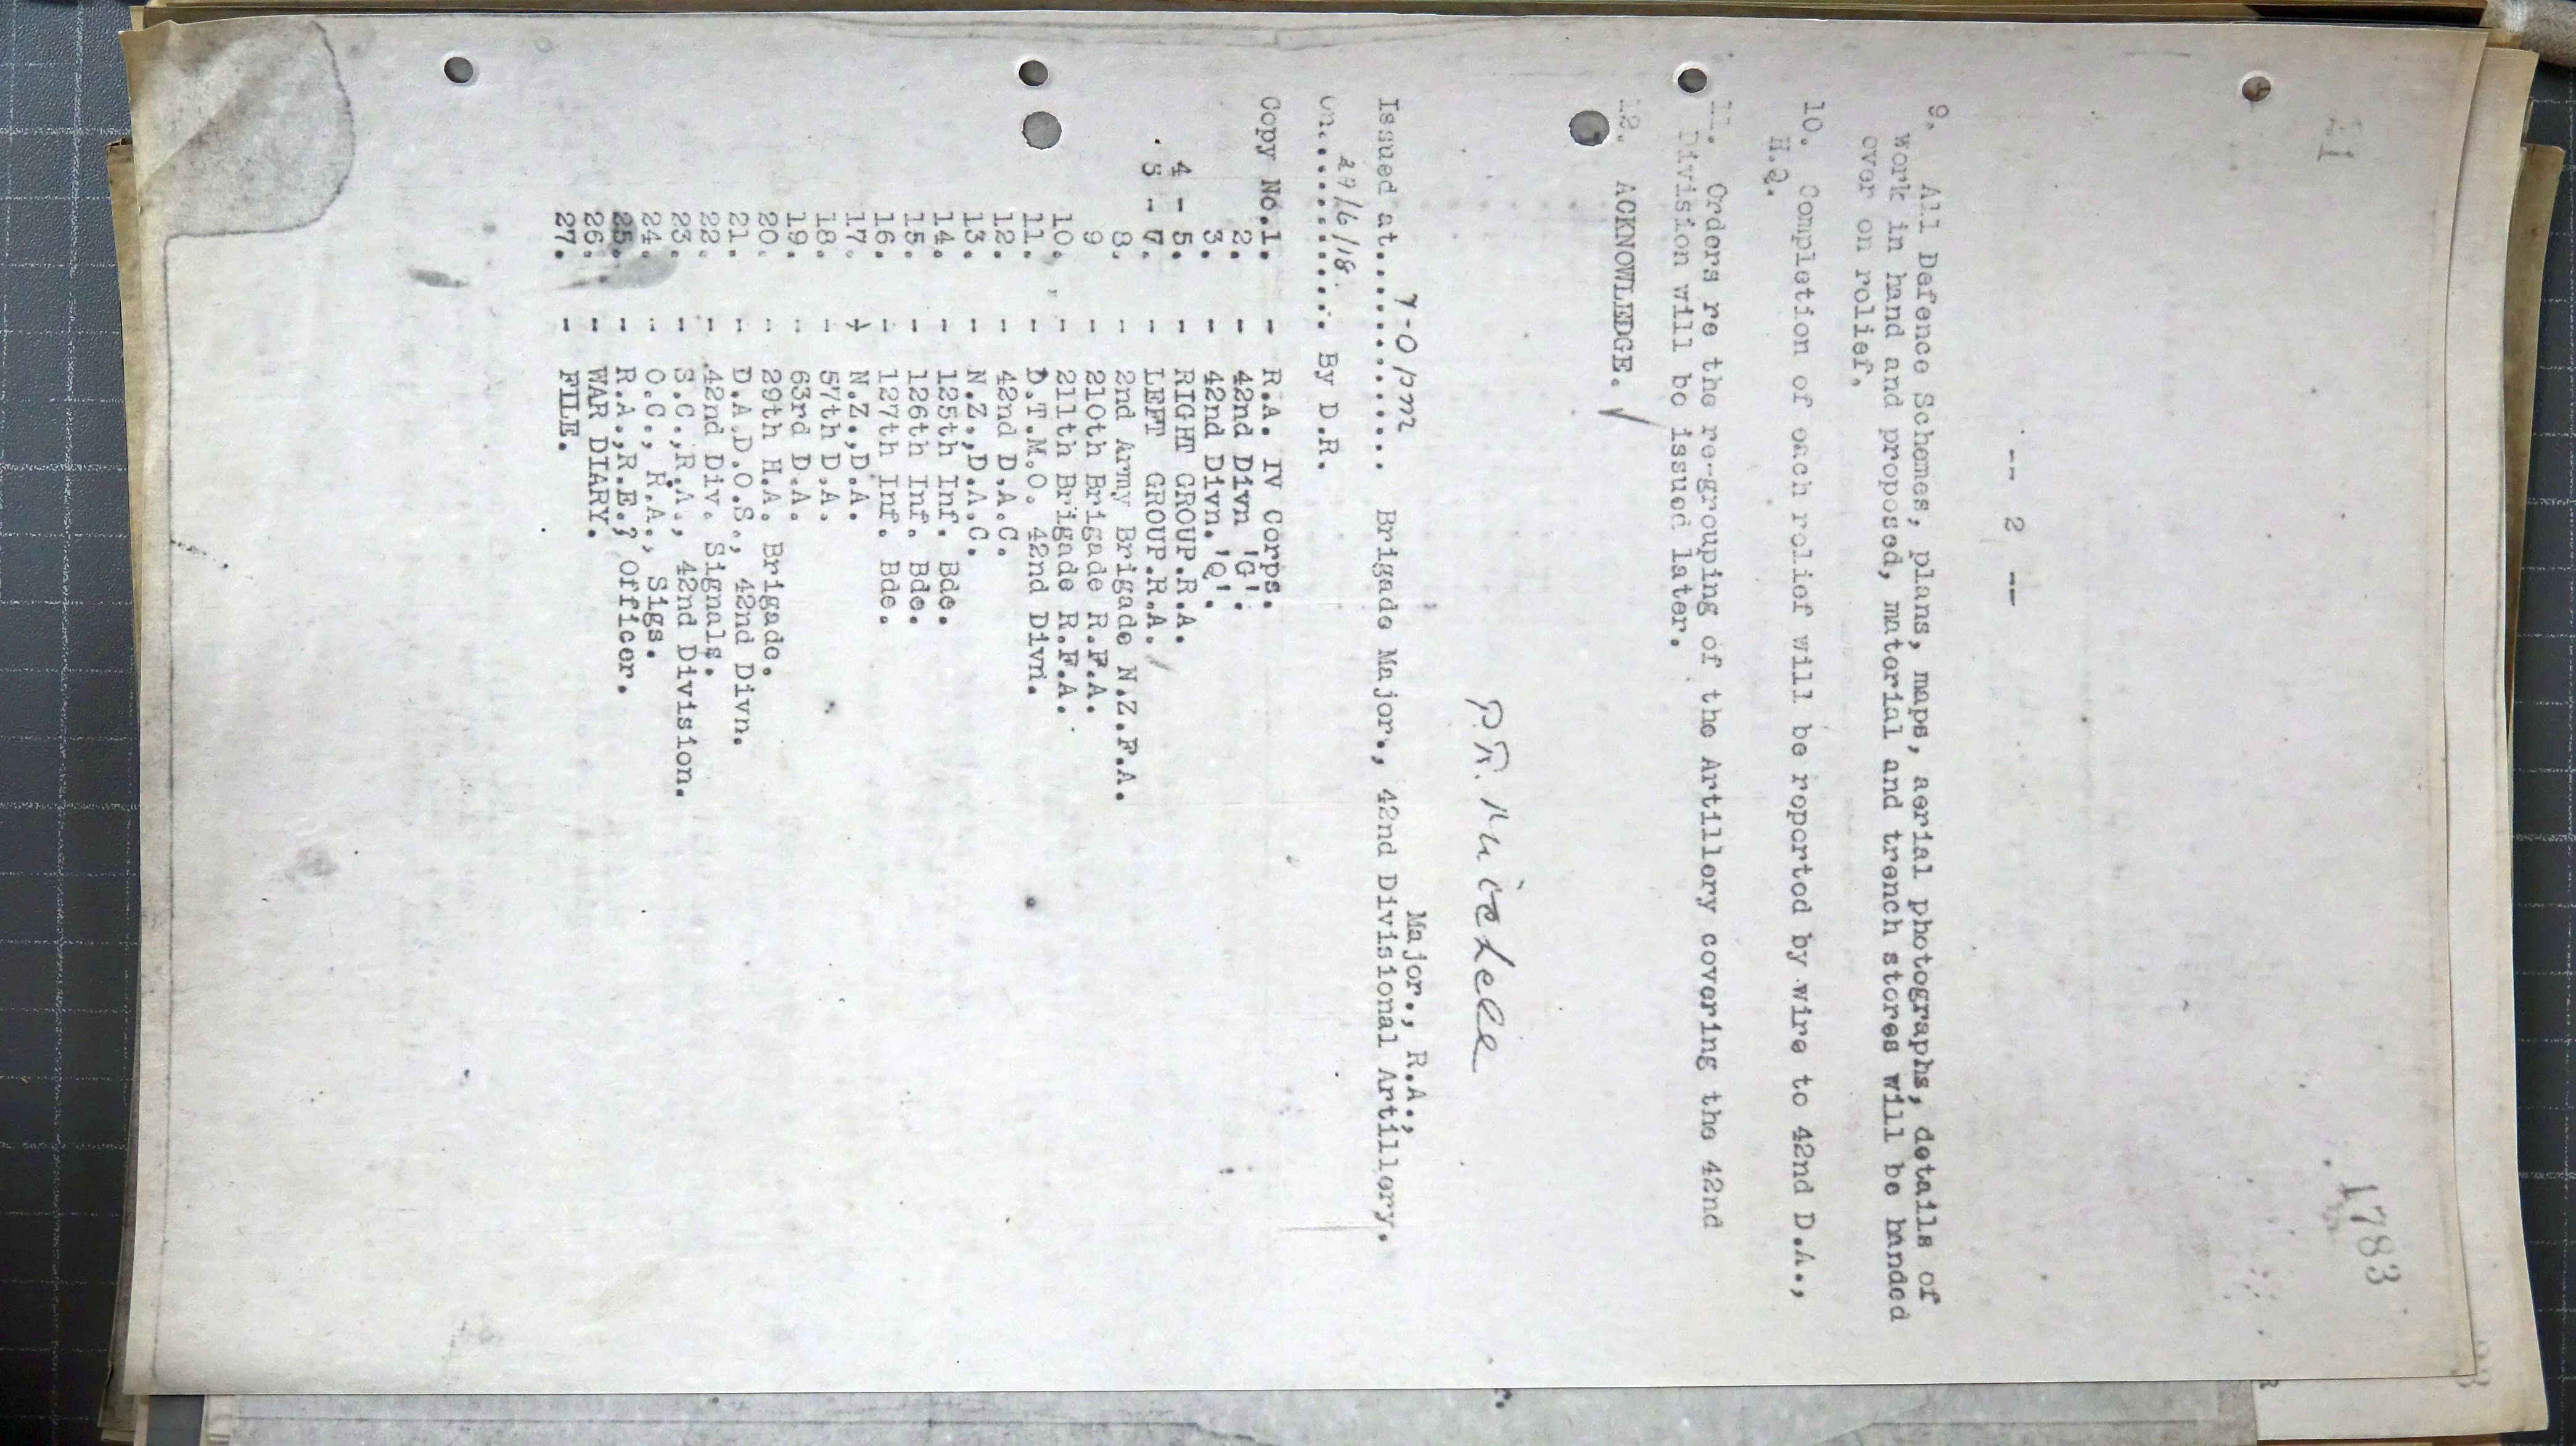 21
1783
-- 2 --
9. All Defence Schemes, plans, maps, aerial photographs, details of
work in hand and proposed, material and trench stores will be handed
over on relief.
10. Completion of each relief will be reported by wire to 42nd D.A.,
H.Q.
11. Orders re the re-grouping of the Artillery covering the 42nd
Division will be issued later.
12. ACKNOWLEDGE.
Major., R.A.,
Issued at.............. Brigade Major., 42nd Divisional Artillery.
7-0 pm
On.............. By D.R.
29/6/18.
Copy No.1. - R.A. IV Corps.
2. - 42nd Divn 'G'.
3. - 42nd Divn.'Q'.
4 - 5. - RIGHT GROUP.R.A.
5 - 7. - LEFT GROUP.R.A.
8. - 2nd Army Brigade N.Z.F.A.
9 - 210th Brigade R.F.A.
10. - 211th Brigade R.F.A.
11. - D.T.M.O. 42nd Divn.
12. - 42nd D.A.C.
13. - N.Z.,D.A.C.
14. - 125th Inf. Bde.
15. - 126th Inf. Bde.
16. - 127th Inf. Bde.
17. - N.Z.,D.A.
18. - 57th D.A.
19. - 63rd D.A.
20. - 29th H.A. Brigade.
21. - D.A.D.O.S., 42nd Divn.
22. - 42nd Div. Signals.
23. - S.C.,R.A., 42nd Division.
24. - O.C., R.A., Sigs.
25. - R.A.,R.E.? Officer.
26. - WAR DIARY.
27. - FILE.